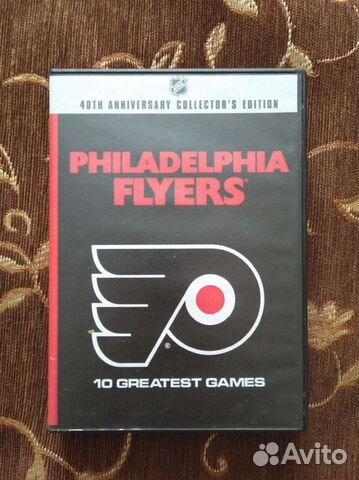 40TH ANNIVERSARY COLLECTOR'S EDITION
PHILADELPHIA
FLYERS®
®
10 GREATEST GAMES
Avito